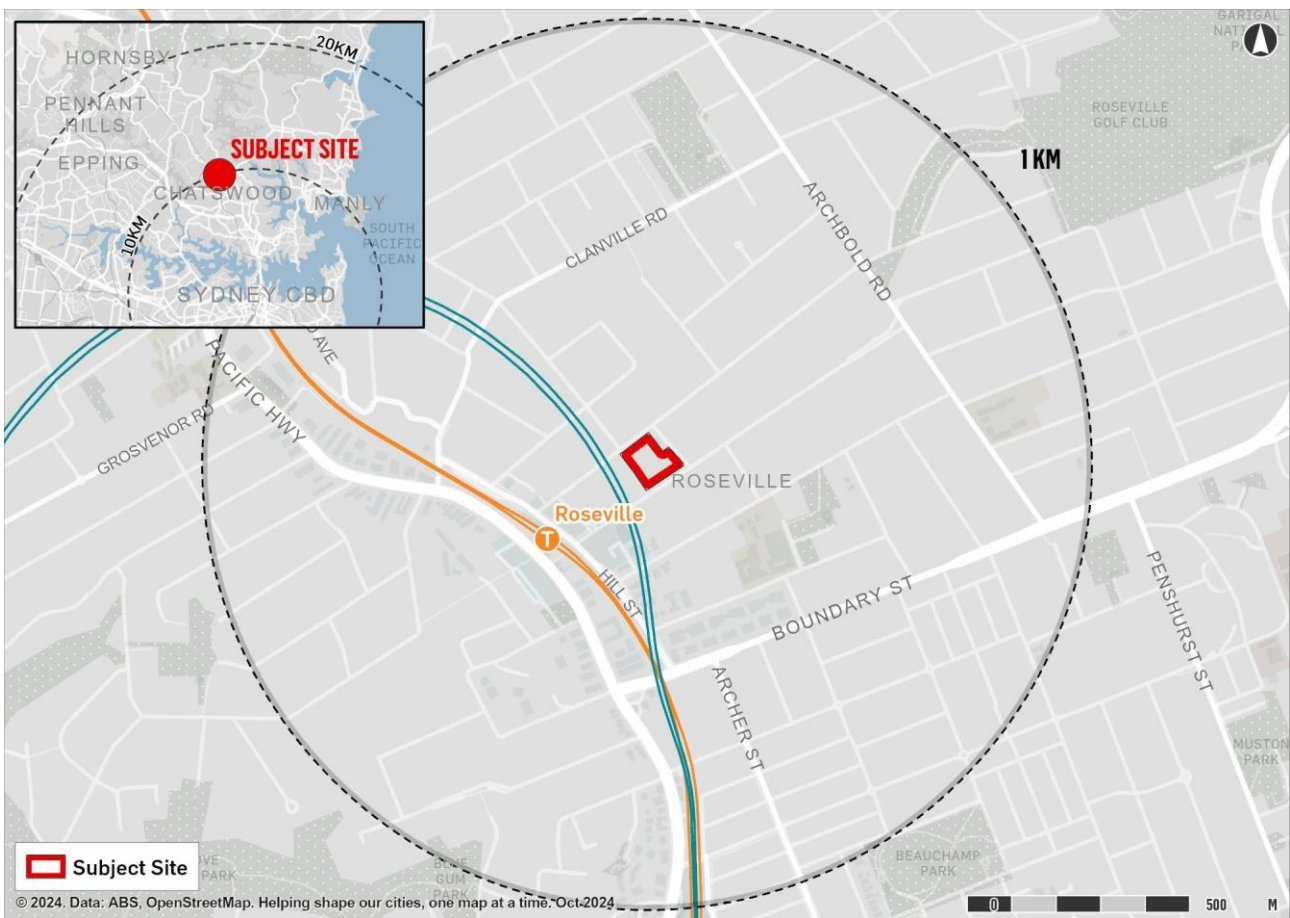 HORNSBY
20KM
PENNANT
HILLS
EPPING
SUBJECT SITE
CHATSWOOD
MANLY
10KM
SOUTH
PACIFIC
OCEAN
SYDNEY CBD
GARIGAL
ROSEVILLE
GOLF CLUB
1 KM
ARCHBOLD RD
CLANVILLE RD
AVE
PACIFIC HWY
GROSVENOR RD
ROSEVILLE
Roseville
T
HILL ST
BOUNDARY ST
PENSHURST ST
ARCHER ST
MUSTON
PARK
BEAUCHAMP
PARK
GUM
PARK
PARK
Subject Site
© 2024. Data: ABS, OpenStreetMap. Helping shape our cities, one map at a time. Oct-2024
0 500 M